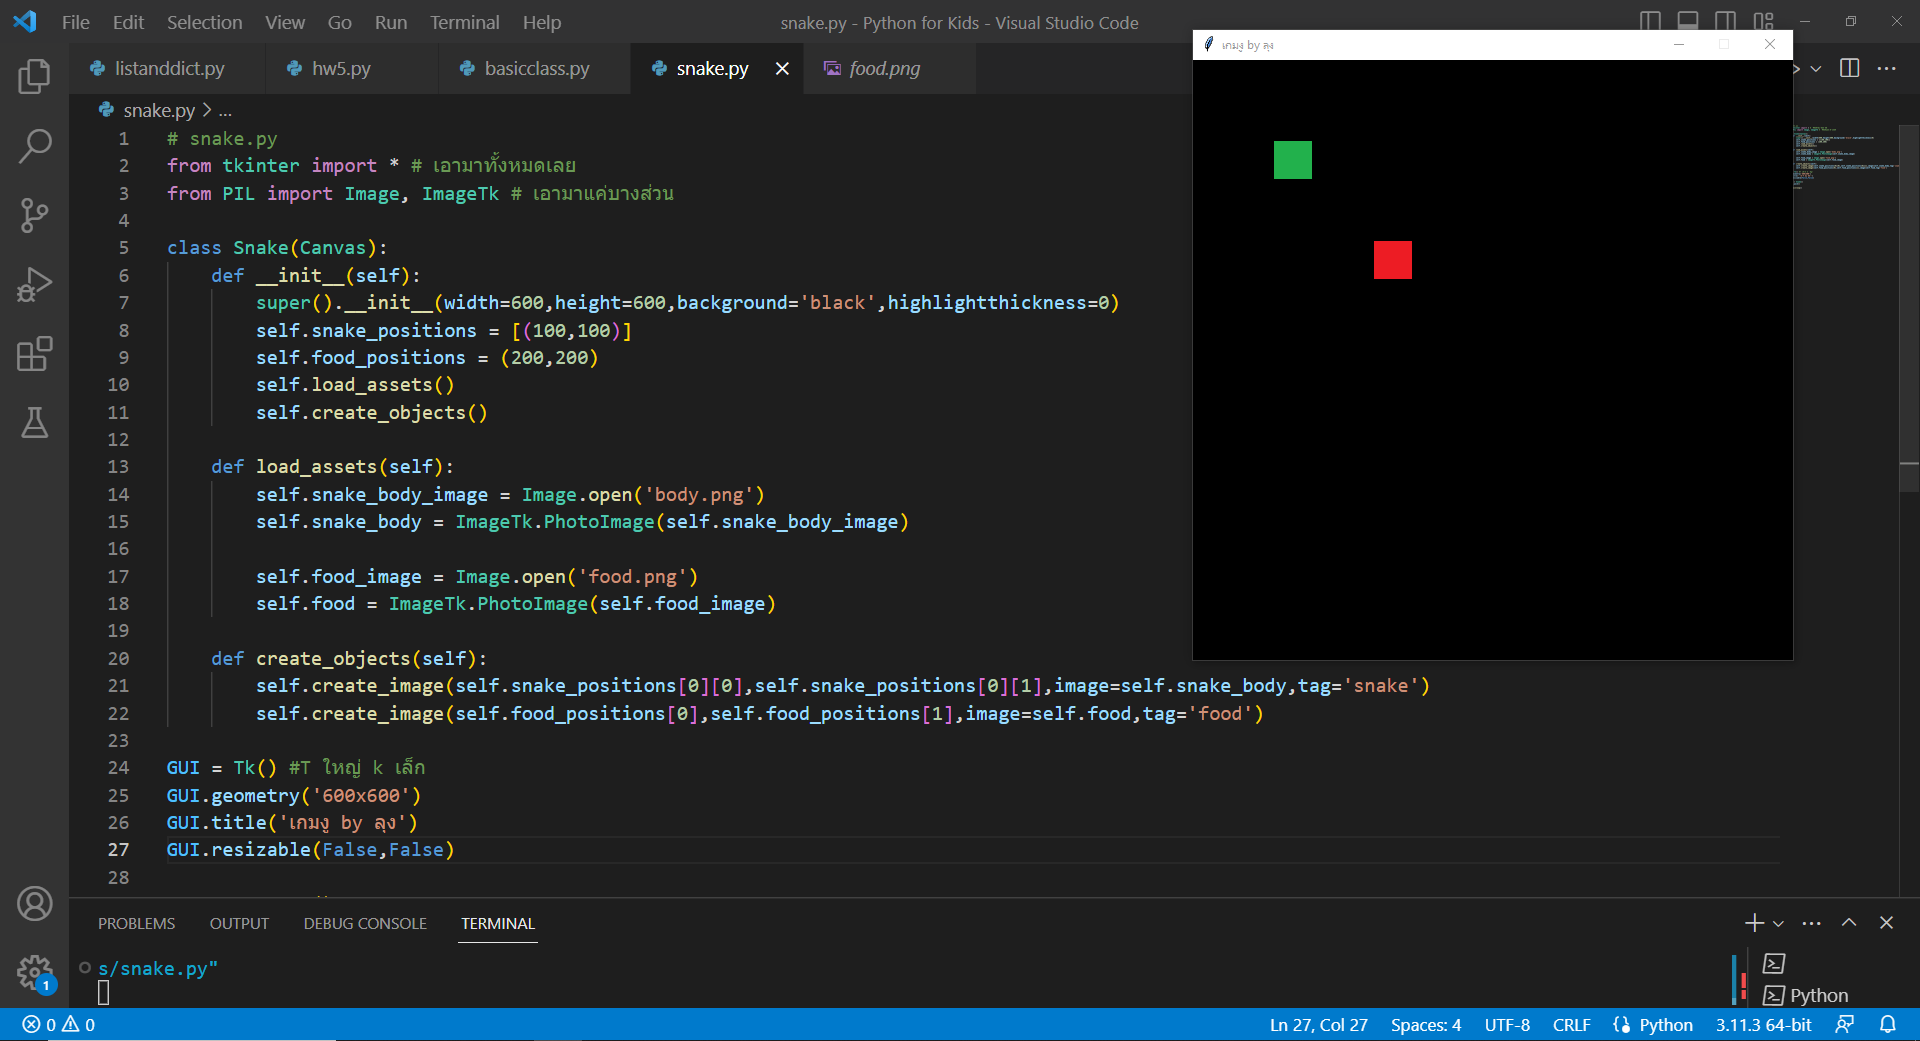 File Edit Selection View Go Run Terminal Help
snake.py - Python for Kids - Visual Studio Code
listanddict.py hw5.py basicclass.py snake.py food.png
snake.py > ...
1 # snake.py
2 from tkinter import * # เอามาทั้งหมดเลย
3 from PIL import Image, ImageTk # เอามาแค่บางส่วน
4
5 class Snake(Canvas):
6 def __init__(self):
7 super().__init__(width=600,height=600,background='black',highlightthickness=0)
8 self.snake_positions = [(100,100)]
9 self.food_positions = (200,200)
10 self.load_assets()
11 self.create_objects()
12
13 def load_assets(self):
14 self.snake_body_image = Image.open('body.png')
15 self.snake_body = ImageTk.PhotoImage(self.snake_body_image)
16
17 self.food_image = Image.open('food.png')
18 self.food = ImageTk.PhotoImage(self.food_image)
19
20 def create_objects(self):
21 self.create_image(self.snake_positions[0][0],self.snake_positions[0][1],image=self.snake_body,tag='snake')
22 self.create_image(self.food_positions[0],self.food_positions[1],image=self.food,tag='food')
23
24 GUI = Tk() #T ใหญ่ k เล็ก
25 GUI.geometry('600x600')
26 GUI.title('เกมงู by ลุง')
27 GUI.resizable(False,False)
28
เกมงู by ลุง
PROBLEMS OUTPUT DEBUG CONSOLE TERMINAL
s/snake.py"
Python
1
0 0
Ln 27, Col 27 Spaces: 4 UTF-8 CRLF Python 3.11.3 64-bit